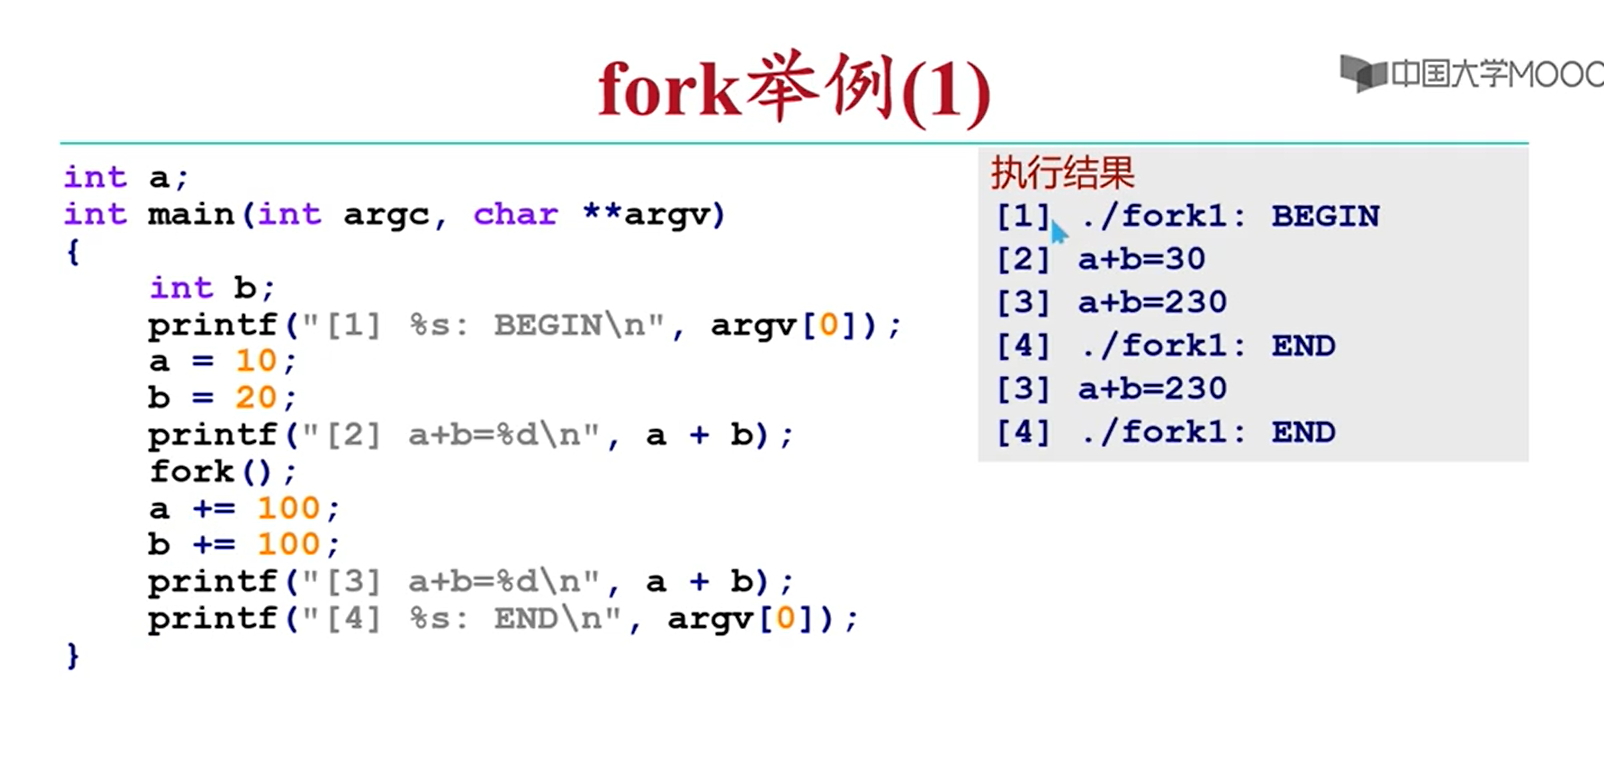 fork举例(1)
中国大学MOOC
int a;
int main(int argc, char **argv)
{
    int b;
    printf("[1] %s: BEGIN\n", argv[0]);
    a = 10;
    b = 20;
    printf("[2] a+b=%d\n", a + b);
    fork();
    a += 100;
    b += 100;
    printf("[3] a+b=%d\n", a + b);
    printf("[4] %s: END\n", argv[0]);
}
执行结果
[1] ./fork1: BEGIN
[2] a+b=30
[3] a+b=230
[4] ./fork1: END
[3] a+b=230
[4] ./fork1: END